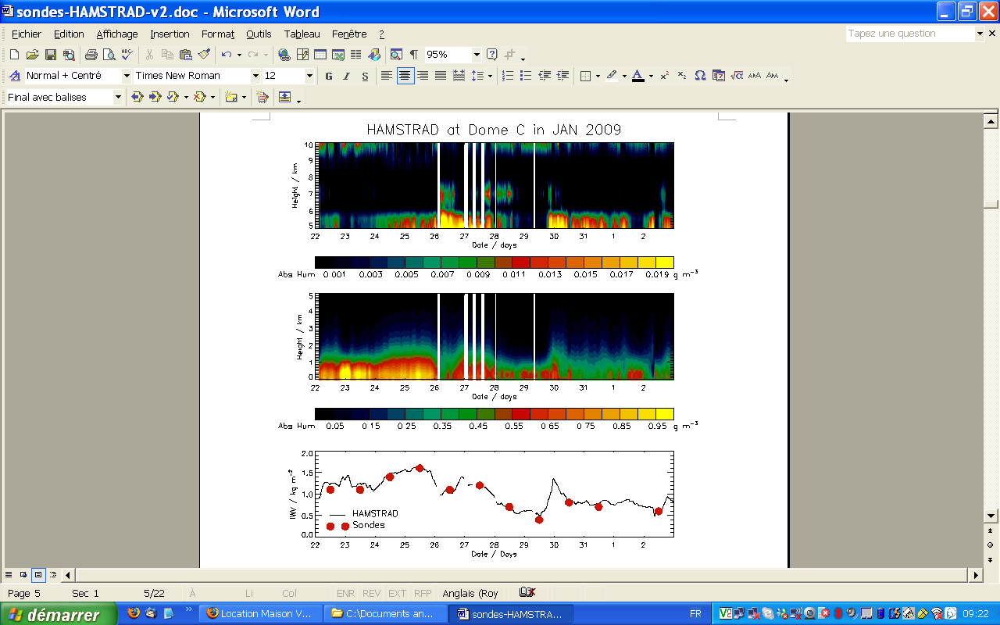 sondes-HAMSTRAD-v2.doc - Microsoft Word
Fichier Edition Affichage Insertion Format Outils Tableau Fenêtre ? Tapez une question
95%
Normal + Centré Times New Roman 12 G I S
Final avec balises
HAMSTRAD at Dome C in JAN 2009
10
9
8
7
6
5
Height / km
22 23 24 25 26 27 28 29 30 31 1 2
Date / days
Abs Hum 0 001 0.003 0.005 0.007 0 009 0 011 0.013 0.015 0.017 0.019 g m⁻³
5
4
3
2
1
0
Height / km
22 23 24 25 26 27 28 29 30 31 1 2
Date / days
Abs Hum 0.05 0 15 0 25 0.35 0.45 0.55 0 65 0 75 0.85 0.95 g m⁻³
2.0
1.5
1.0
0.5
0.0
IWV / kg m⁻²
HAMSTRAD
Sondes
22 23 24 25 26 27 28 29 30 31 1 2
Date / Days
Page 5 Sec 1 5/22 À Li Col ENR REV EXT RFP Anglais (Roy
démarrer Location Maison V... C:\Documents an... sondes-HAMSTRA... FR 09:22